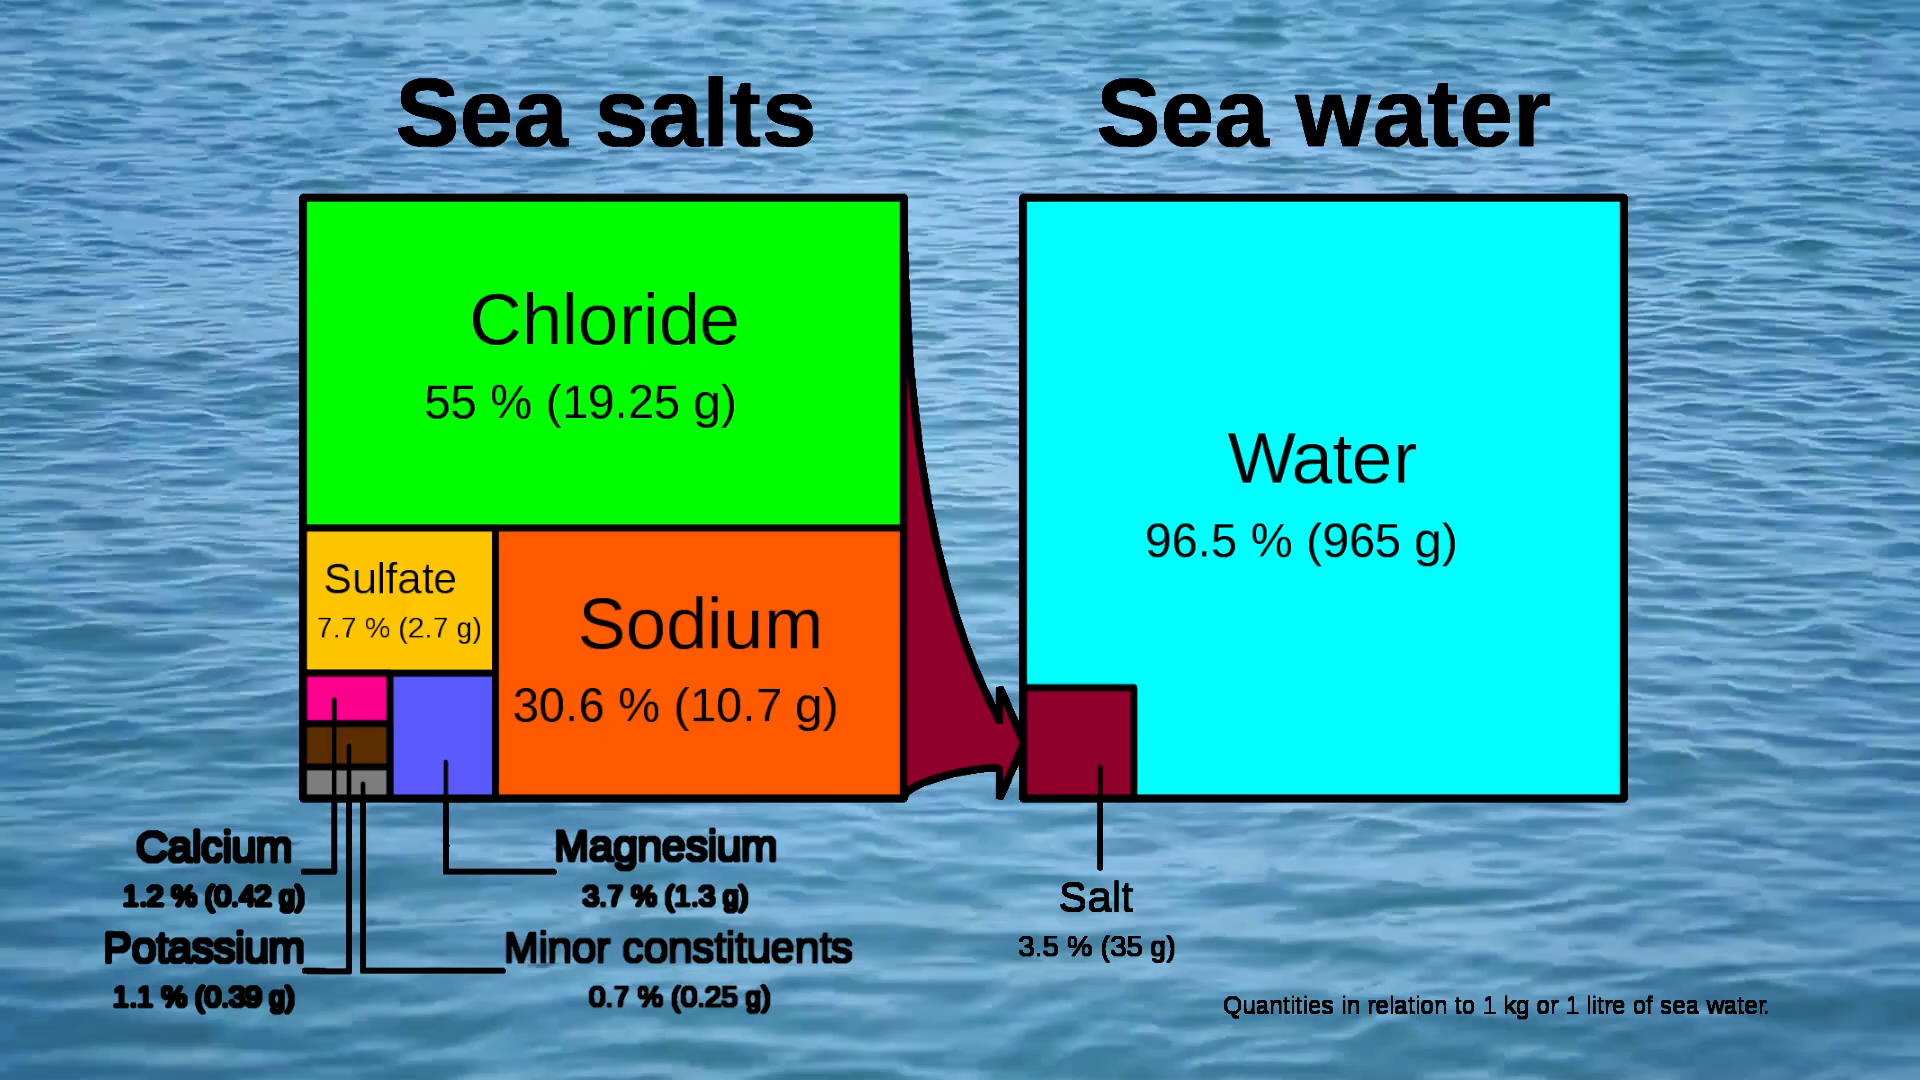 Sea salts
Sea water
Chloride
55 % (19.25 g)
Sulfate
7.7 % (2.7 g)
Sodium
30.6 % (10.7 g)
Water
96.5 % (965 g)
Calcium
1.2 % (0.42 g)
Potassium
1.1 % (0.39 g)
Magnesium
3.7 % (1.3 g)
Minor constituents
0.7 % (0.25 g)
Salt
3.5 % (35 g)
Quantities in relation to 1 kg or 1 litre of sea water.